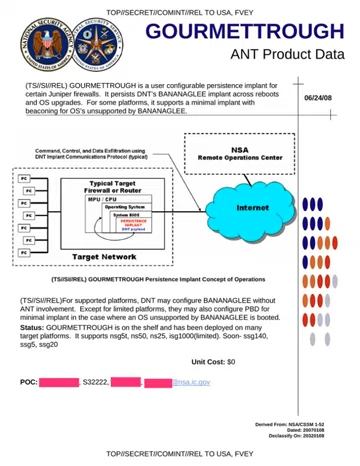 TOP//SECRET//COMINT//REL TO USA, FVEY
GOURMETTROUGH
ANT Product Data
(TS//SI//REL) GOURMETTROUGH is a user configurable persistence implant for
certain Juniper firewalls. It persists DNT's BANANAGLEE implant across reboots
and OS upgrades. For some platforms, it supports a minimal implant with
beaconing for OS's unsupported by BANANAGLEE.
06/24/08
Command, Control, and Data Exfiltration using
DNT Implant Communications Protocol (typical)
NSA
Remote Operations Center
Typical Target
Firewall or Router
MPU / CPU
Operating System
System BIOS
PERSISTENCE
IMPLANT
DNT payload
PC
PC
PC
PC
PC
PC
PC
Internet
Target Network
(TS//SI//REL) GOURMETTROUGH Persistence Implant Concept of Operations
(TS//SI//REL)For supported platforms, DNT may configure BANANAGLEE without
ANT involvement. Except for limited platforms, they may also configure PBD for
minimal implant in the case where an OS unsupported by BANANAGLEE is booted.
Status: GOURMETTROUGH is on the shelf and has been deployed on many
target platforms. It supports nsg5t, ns50, ns25, isg1000(limited). Soon- ssg140,
ssg5, ssg20
Unit Cost: $0
POC: , S32222, , @nsa.ic.gov
Derived From: NSA/CSSM 1-52
Dated: 20070108
Declassify On: 20320108
TOP//SECRET//COMINT//REL TO USA, FVEY